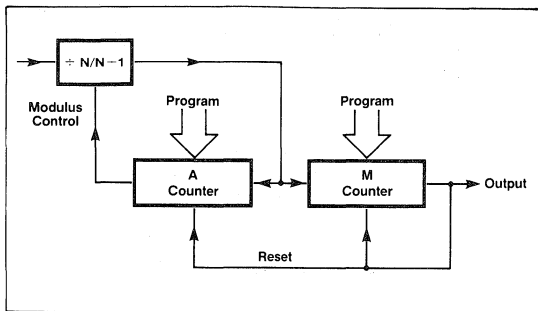 ÷ N/N−1
Modulus
Control
Program
Program
A
Counter
M
Counter
Output
Reset